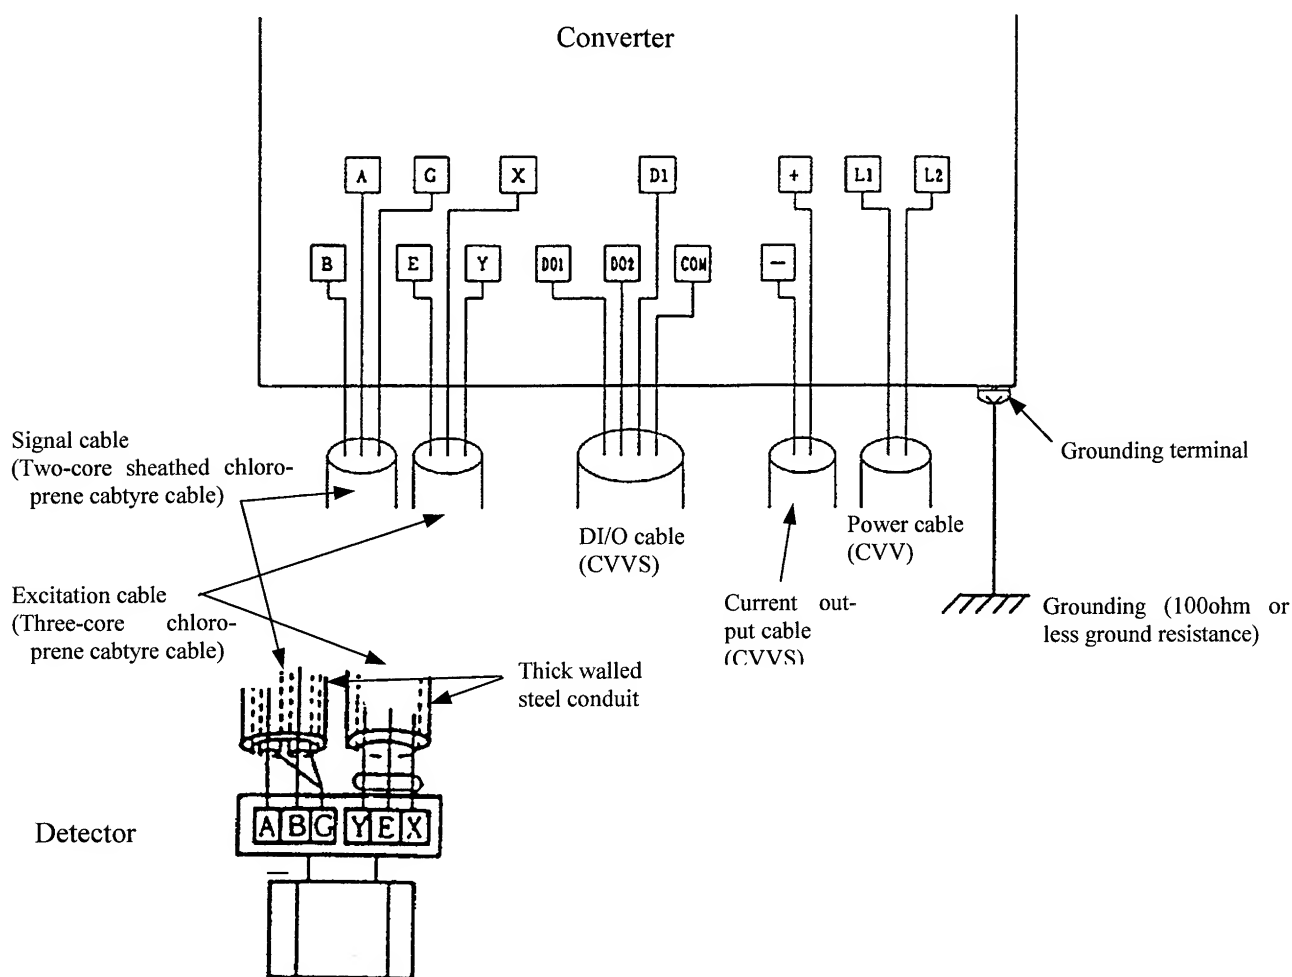 Converter
A G X D1 + L1 L2
B E Y DO1 DO2 COM −
Signal cable
(Two-core sheathed chloro-
prene cabtyre cable)
Grounding terminal
DI/O cable
(CVVS)
Power cable
(CVV)
Excitation cable
(Three-core chloro-
prene cabtyre cable)
Current out-
put cable
(CVVS)
Grounding (100ohm or
less ground resistance)
Thick walled
steel conduit
Detector
A B G Y E X